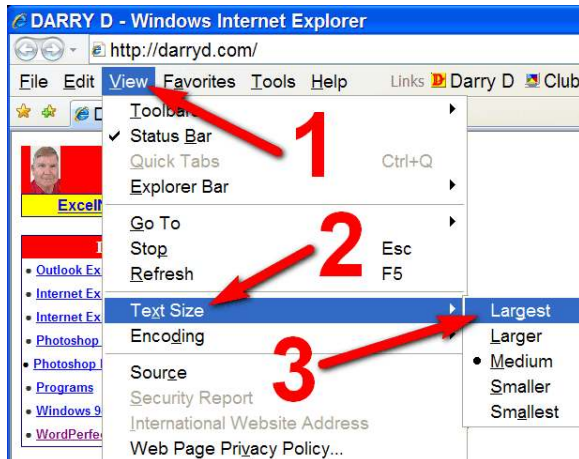 DARRY D - Windows Internet Explorer
http://darryd.com/
File Edit View Favorites Tools Help Links Darry D Club
Status Bar
1
Quick Tabs Ctrl+Q
Explorer Bar
Go To
Stop Esc
2
Refresh F5
Outlook Ex
Internet Ex
Internet Ex
Photoshop
Photoshop
Programs
Windows 9
WordPerfe
Text Size
Encoding
3
Source
Security Report
International Website Address
Web Page Privacy Policy...
Largest
Larger
Medium
Smaller
Smallest